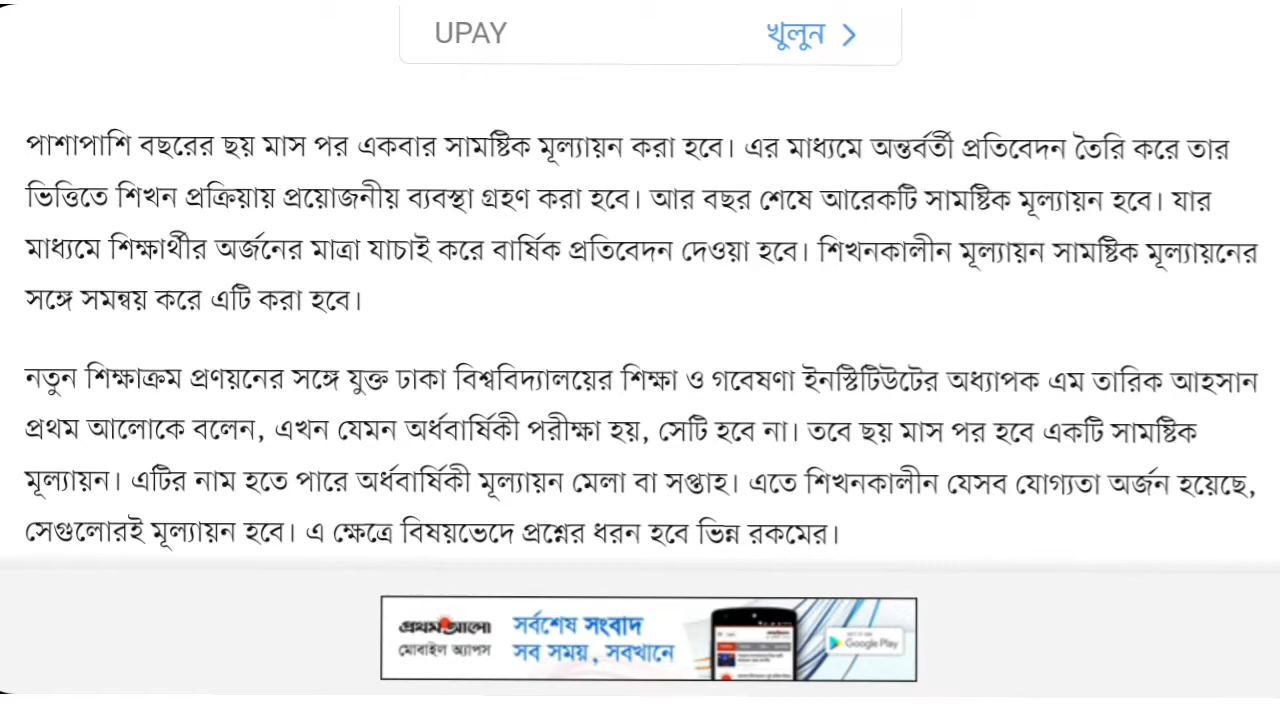 UPAY
খুলুন
পাশাপাশি বছরের ছয় মাস পর একবার সামষ্টিক মূল্যায়ন করা হবে। এর মাধ্যমে অন্তর্বর্তী প্রতিবেদন তৈরি করে তার
ভিত্তিতে শিখন প্রক্রিয়ায় প্রয়োজনীয় ব্যবস্থা গ্রহণ করা হবে। আর বছর শেষে আরেকটি সামষ্টিক মূল্যায়ন হবে। যার
মাধ্যমে শিক্ষার্থীর অর্জনের মাত্রা যাচাই করে বার্ষিক প্রতিবেদন দেওয়া হবে। শিখনকালীন মূল্যায়ন সামষ্টিক মূল্যায়নের
সঙ্গে সমন্বয় করে এটি করা হবে।
নতুন শিক্ষাক্রম প্রণয়নের সঙ্গে যুক্ত ঢাকা বিশ্ববিদ্যালয়ের শিক্ষা ও গবেষণা ইনস্টিটিউটের অধ্যাপক এম তারিক আহসান
প্রথম আলোকে বলেন, এখন যেমন অর্ধবার্ষিকী পরীক্ষা হয়, সেটি হবে না। তবে ছয় মাস পর হবে একটি সামষ্টিক
মূল্যায়ন। এটির নাম হতে পারে অর্ধবার্ষিকী মূল্যায়ন মেলা বা সপ্তাহ। এতে শিখনকালীন যেসব যোগ্যতা অর্জন হয়েছে,
সেগুলোরই মূল্যায়ন হবে। এ ক্ষেত্রে বিষয়ভেদে প্রশ্নের ধরন হবে ভিন্ন রকমের।
প্রথম আলো
মোবাইল অ্যাপস
সর্বশেষ সংবাদ
সব সময়, সবখানে
Google Play